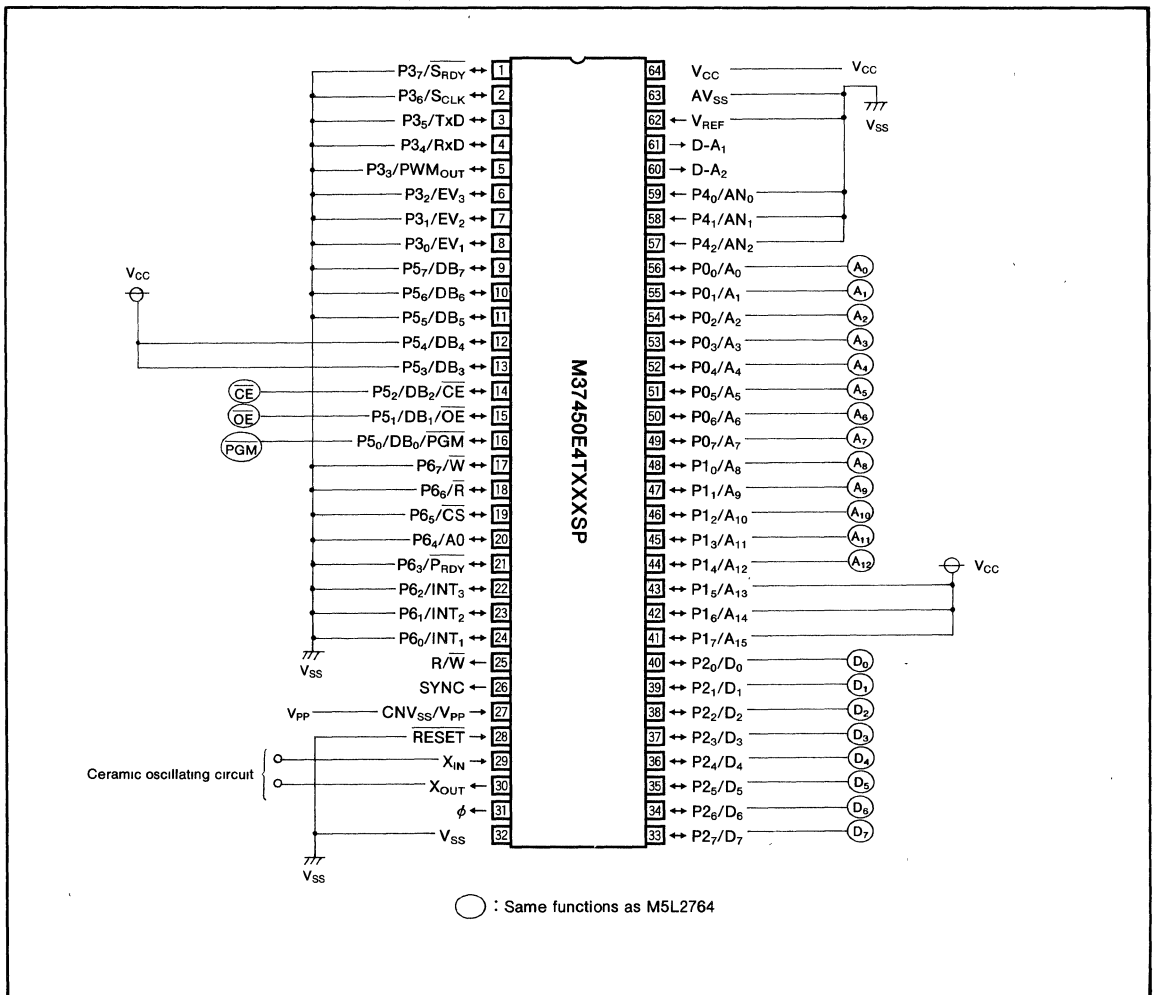 P3₇/S̅R̅D̅Y̅ ↔ 1
P3₆/SCLK ↔ 2
P3₅/TxD ↔ 3
P3₄/RxD ↔ 4
P3₃/PWMOUT ↔ 5
P3₂/EV₃ ↔ 6
P3₁/EV₂ ↔ 7
P3₀/EV₁ ↔ 8
P5₇/DB₇ ↔ 9
P5₆/DB₆ ↔ 10
P5₅/DB₅ ↔ 11
VCC
P5₄/DB₄ ↔ 12
P5₃/DB₃ ↔ 13
C̅E̅ P5₂/DB₂/C̅E̅ ↔ 14
O̅E̅ P5₁/DB₁/O̅E̅ ↔ 15
P̅G̅M̅ P5₀/DB₀/P̅G̅M̅ ↔ 16
P6₇/W̅ ↔ 17
P6₆/R̅ ↔ 18
P6₅/C̅S̅ ↔ 19
P6₄/A0 ↔ 20
P6₃/P̅R̅D̅Y̅ ↔ 21
P6₂/INT₃ ↔ 22
P6₁/INT₂ ↔ 23
P6₀/INT₁ ↔ 24
VSS
R/W̅ ← 25
SYNC ← 26
VPP CNVSS/VPP → 27
R̅E̅S̅E̅T̅ → 28
Ceramic oscillating circuit
XIN → 29
XOUT ← 30
ϕ ← 31
VSS 32
VSS
M37450E4TXXXSP
64 VCC VCC
63 AVSS
VSS
62 ← VREF
61 → D-A₁
60 → D-A₂
59 ← P4₀/AN₀
58 ← P4₁/AN₁
57 ← P4₂/AN₂
56 ↔ P0₀/A₀ A₀
55 ↔ P0₁/A₁ A₁
54 ↔ P0₂/A₂ A₂
53 ↔ P0₃/A₃ A₃
52 ↔ P0₄/A₄ A₄
51 ↔ P0₅/A₅ A₅
50 ↔ P0₆/A₆ A₆
49 ↔ P0₇/A₇ A₇
48 ↔ P1₀/A₈ A₈
47 ↔ P1₁/A₉ A₉
46 ↔ P1₂/A₁₀ A₁₀
45 ↔ P1₃/A₁₁ A₁₁
44 ↔ P1₄/A₁₂ A₁₂
VCC
43 ↔ P1₅/A₁₃
42 ↔ P1₆/A₁₄
41 ↔ P1₇/A₁₅
40 ↔ P2₀/D₀ D₀
39 ↔ P2₁/D₁ D₁
38 ↔ P2₂/D₂ D₂
37 ↔ P2₃/D₃ D₃
36 ↔ P2₄/D₄ D₄
35 ↔ P2₅/D₅ D₅
34 ↔ P2₆/D₆ D₆
33 ↔ P2₇/D₇ D₇
: Same functions as M5L2764